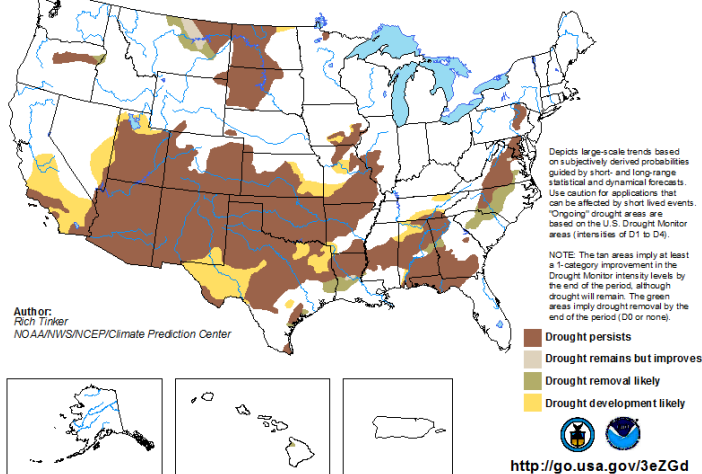 Depicts large-scale trends based
on subjectively derived probabilities
guided by short- and long-range
statistical and dynamical forecasts.
Use caution for applications that
can be affected by short lived events.
"Ongoing" drought areas are
based on the U.S. Drought Monitor
areas (intensities of D1 to D4).
NOTE: The tan areas imply at least
a 1-category improvement in the
Drought Monitor intensity levels by
the end of the period, although
drought will remain. The green
areas imply drought removal by the
end of the period (D0 or none).
Author:
Rich Tinker
NOAA/NWS/NCEP/Climate Prediction Center
Drought persists
Drought remains but improves
Drought removal likely
Drought development likely
http://go.usa.gov/3eZGd